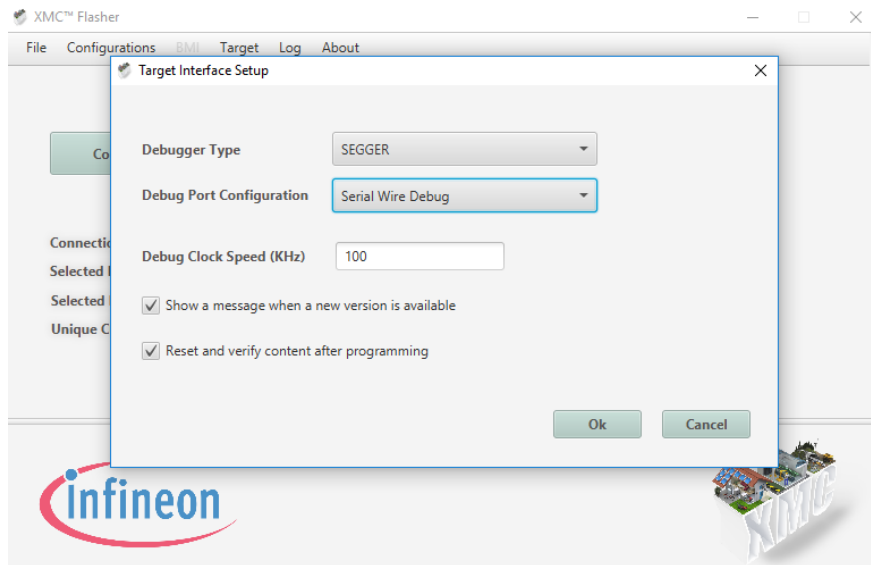 XMC™ Flasher
File Configurations BMI Target Log About
Target Interface Setup
Co
Debugger Type SEGGER
Debug Port Configuration Serial Wire Debug
Connectio
Debug Clock Speed (KHz) 100
Selected
Selected
Show a message when a new version is available
Unique C
Reset and verify content after programming
Ok Cancel
infineon
XMC